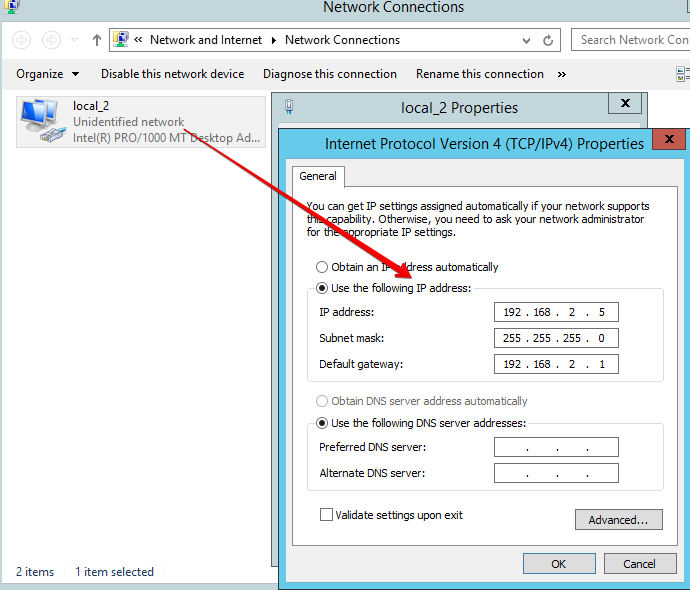 Network Connections
« Network and Internet ▸ Network Connections
Search Network Con
Organize ▾ Disable this network device Diagnose this connection Rename this connection »
local_2
Unidentified network
Intel(R) PRO/1000 MT Desktop Ad...
local_2 Properties
Internet Protocol Version 4 (TCP/IPv4) Properties
General
You can get IP settings assigned automatically if your network supports
this capability. Otherwise, you need to ask your network administrator
for the appropriate IP settings.
Obtain an IP address automatically
Use the following IP address:
IP address: 192 . 168 . 2 . 5
Subnet mask: 255 . 255 . 255 . 0
Default gateway: 192 . 168 . 2 . 1
Obtain DNS server address automatically
Use the following DNS server addresses:
Preferred DNS server: . . .
Alternate DNS server: . . .
Validate settings upon exit
Advanced...
OK Cancel
2 items 1 item selected